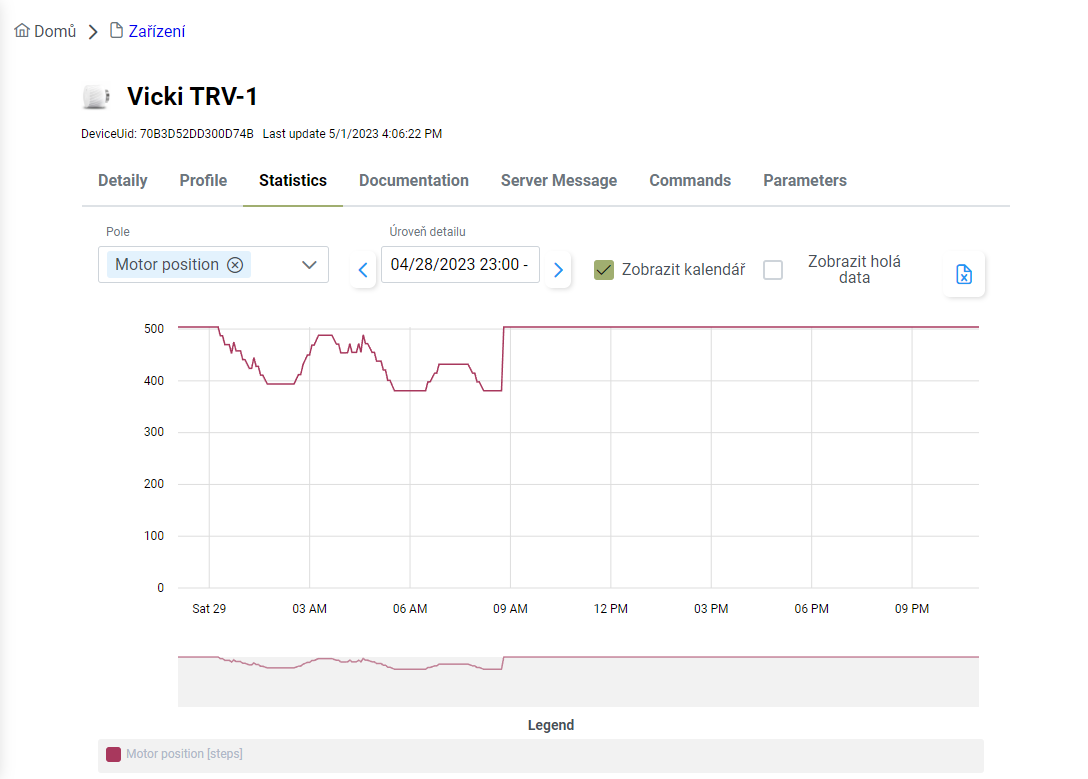 Domů
Zařízení
Vicki TRV-1
DeviceUid: 70B3D52DD300D74B Last update 5/1/2023 4:06:22 PM
Detaily Profile Statistics Documentation Server Message Commands Parameters
Pole
Úroveň detailu
Motor position
04/28/2023 23:00 -
Zobrazit kalendář
Zobrazit holá
data
500
400
300
200
100
0
Sat 29 03 AM 06 AM 09 AM 12 PM 03 PM 06 PM 09 PM
Legend
Motor position [steps]